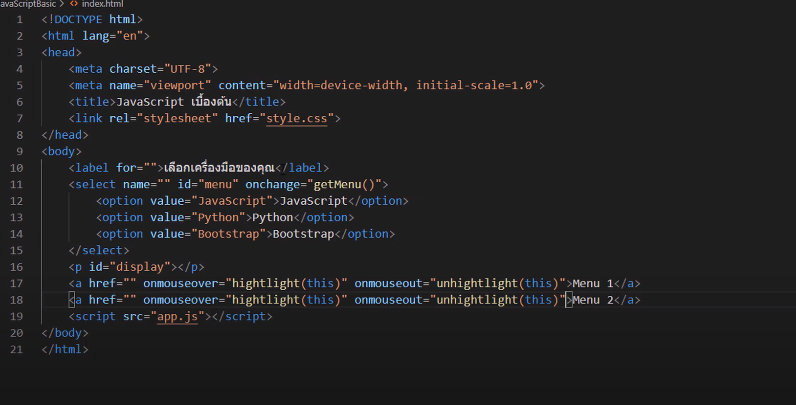 avaScriptBasic > <> index.html
1 <!DOCTYPE html>
2 <html lang="en">
3 <head>
4 <meta charset="UTF-8">
5 <meta name="viewport" content="width=device-width, initial-scale=1.0">
6 <title>JavaScript เบื้องต้น</title>
7 <link rel="stylesheet" href="style.css">
8 </head>
9 <body>
10 <label for="">เลือกเครื่องมือของคุณ</label>
11 <select name="" id="menu" onchange="getMenu()">
12 <option value="JavaScript">JavaScript</option>
13 <option value="Python">Python</option>
14 <option value="Bootstrap">Bootstrap</option>
15 </select>
16 <p id="display"></p>
17 <a href="" onmouseover="hightlight(this)" onmouseout="unhightlight(this)">Menu 1</a>
18 <a href="" onmouseover="hightlight(this)" onmouseout="unhightlight(this)">Menu 2</a>
19 <script src="app.js"></script>
20 </body>
21 </html>